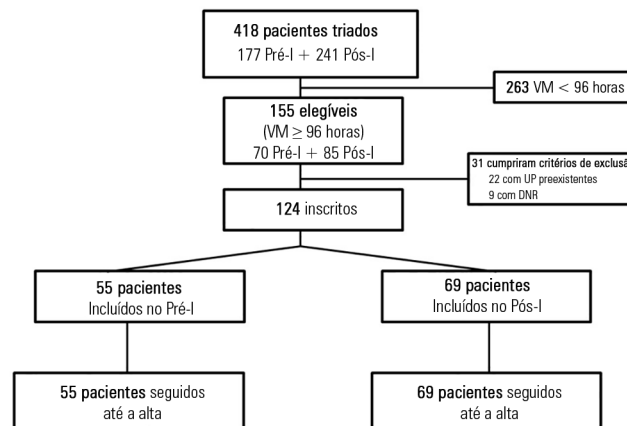 418 pacientes triados
177 Pré-I + 241 Pós-I
263 VM < 96 horas
155 elegíveis
(VM ≥ 96 horas)
70 Pré-I + 85 Pós-I
31 cumpriram critérios de exclusã
22 com UP preexistentes
9 com DNR
124 inscritos
55 pacientes
Incluídos no Pré-I
69 pacientes
Incluídos no Pós-I
55 pacientes seguidos
até a alta
69 pacientes seguidos
até a alta